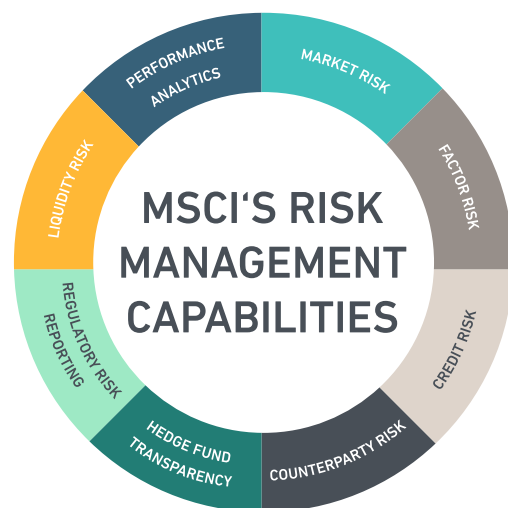 MSCI‘S RISK
MANAGEMENT
CAPABILITIES
MARKET RISK
FACTOR RISK
CREDIT RISK
COUNTERPARTY RISK
HEDGE FUND
TRANSPARENCY
REGULATORY RISK
REPORTING
LIQUIDITY RISK
PERFORMANCE
ANALYTICS